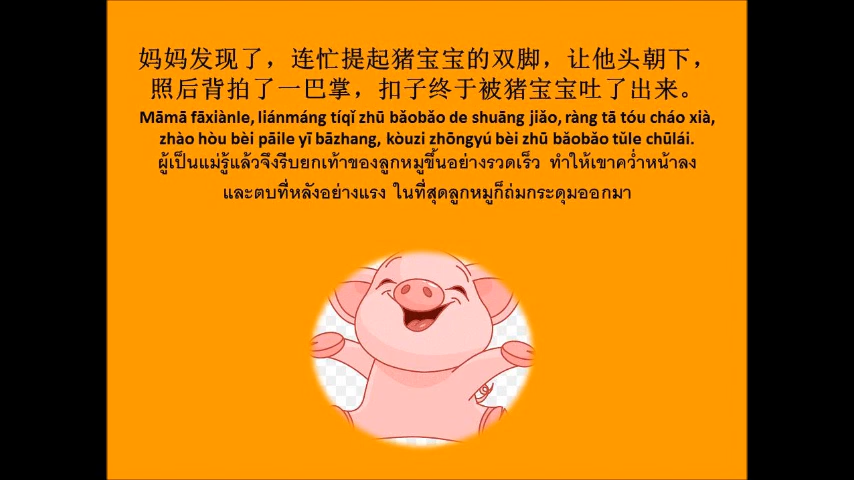 妈妈发现了，连忙提起猪宝宝的双脚，让他头朝下，
照后背拍了一巴掌，扣子终于被猪宝宝吐了出来。
Māmā fāxiànle, liánmáng tíqǐ zhū bǎobǎo de shuāng jiǎo, ràng tā tóu cháo xià,
zhào hòu bèi pāile yī bāzhang, kòuzi zhōngyú bèi zhū bǎobǎo tǔle chūlái.
ผู้เป็นแม่รู้แล้วจึงรีบยกเท้าของลูกหมูขึ้นอย่างรวดเร็ว ทำให้เขาคว่ำหน้าลง
และตบที่หลังอย่างแรง ในที่สุดลูกหมูก็ถ่มกระดุมออกมา